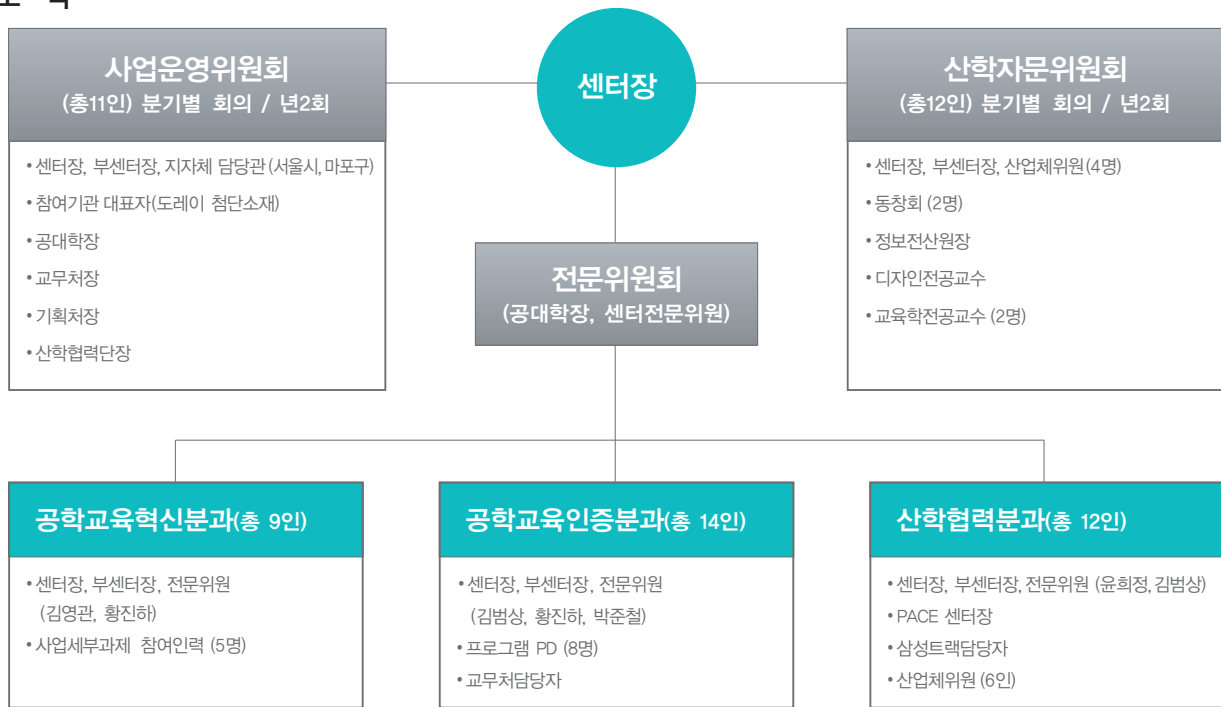 센터장
사업운영위원회
(총11인) 분기별 회의 / 년2회
•센터장, 부센터장, 지자체 담당관(서울시, 마포구)
•참여기관 대표자(도레이 첨단소재)
•공대학장
•교무처장
•기획처장
•산학협력단장
산학자문위원회
(총12인) 분기별 회의 / 년2회
•센터장, 부센터장, 산업체위원(4명)
•동창회 (2명)
•정보전산원장
•디자인전공교수
•교육학전공교수 (2명)
전문위원회
(공대학장, 센터전문위원)
공학교육혁신분과(총 9인)
•센터장, 부센터장, 전문위원
(김영관, 황진하)
•사업세부과제 참여인력 (5명)
공학교육인증분과(총 14인)
•센터장, 부센터장, 전문위원
(김범상, 황진하, 박준철)
•프로그램 PD (8명)
•교무처담당자
산학협력분과(총 12인)
•센터장, 부센터장, 전문위원 (윤희정, 김범상)
•PACE 센터장
•삼성트랙담당자
•산업체위원 (6인)